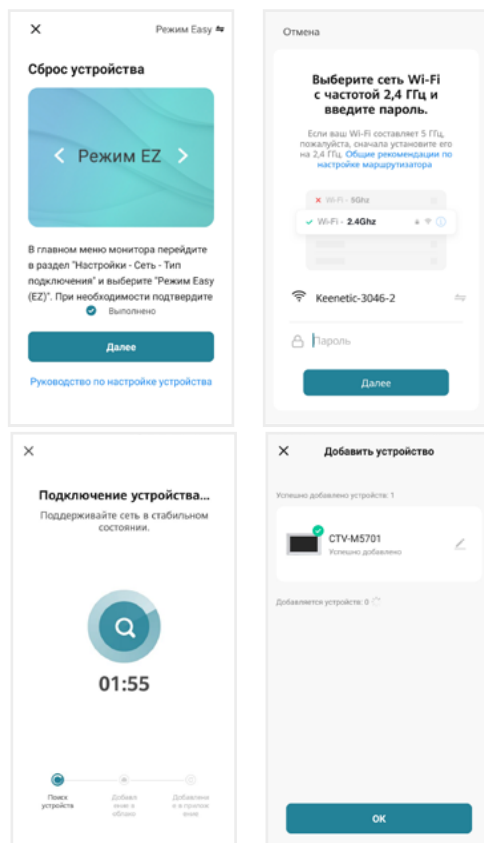 Режим Easy
Сброс устройства
Режим EZ
В главном меню монитора перейдите
в раздел "Настройки - Сеть - Тип
подключения" и выберите "Режим Easy
(EZ)". При необходимости подтвердите
Выполнено
Далее
Руководство по настройке устройства
Отмена
Выберите сеть Wi-Fi
с частотой 2,4 ГГц и
введите пароль.
Если ваш Wi-Fi составляет 5 ГГц,
пожалуйста, сначала установите его
на 2,4 ГГц. Общие рекомендации по
настройке маршрутизатора
Wi-Fi - 5Ghz
Wi-Fi - 2.4Ghz
Keenetic-3046-2
Пароль
Далее
Подключение устройства...
Поддерживайте сеть в стабильном
состоянии.
01:55
Поиск
устройств
Добавл
ение в
облако
Добавлени
е в прилож
ение
Добавить устройство
Успешно добавлено устройств: 1
CTV-M5701
Успешно добавлено
Добавляется устройств: 0
ОК